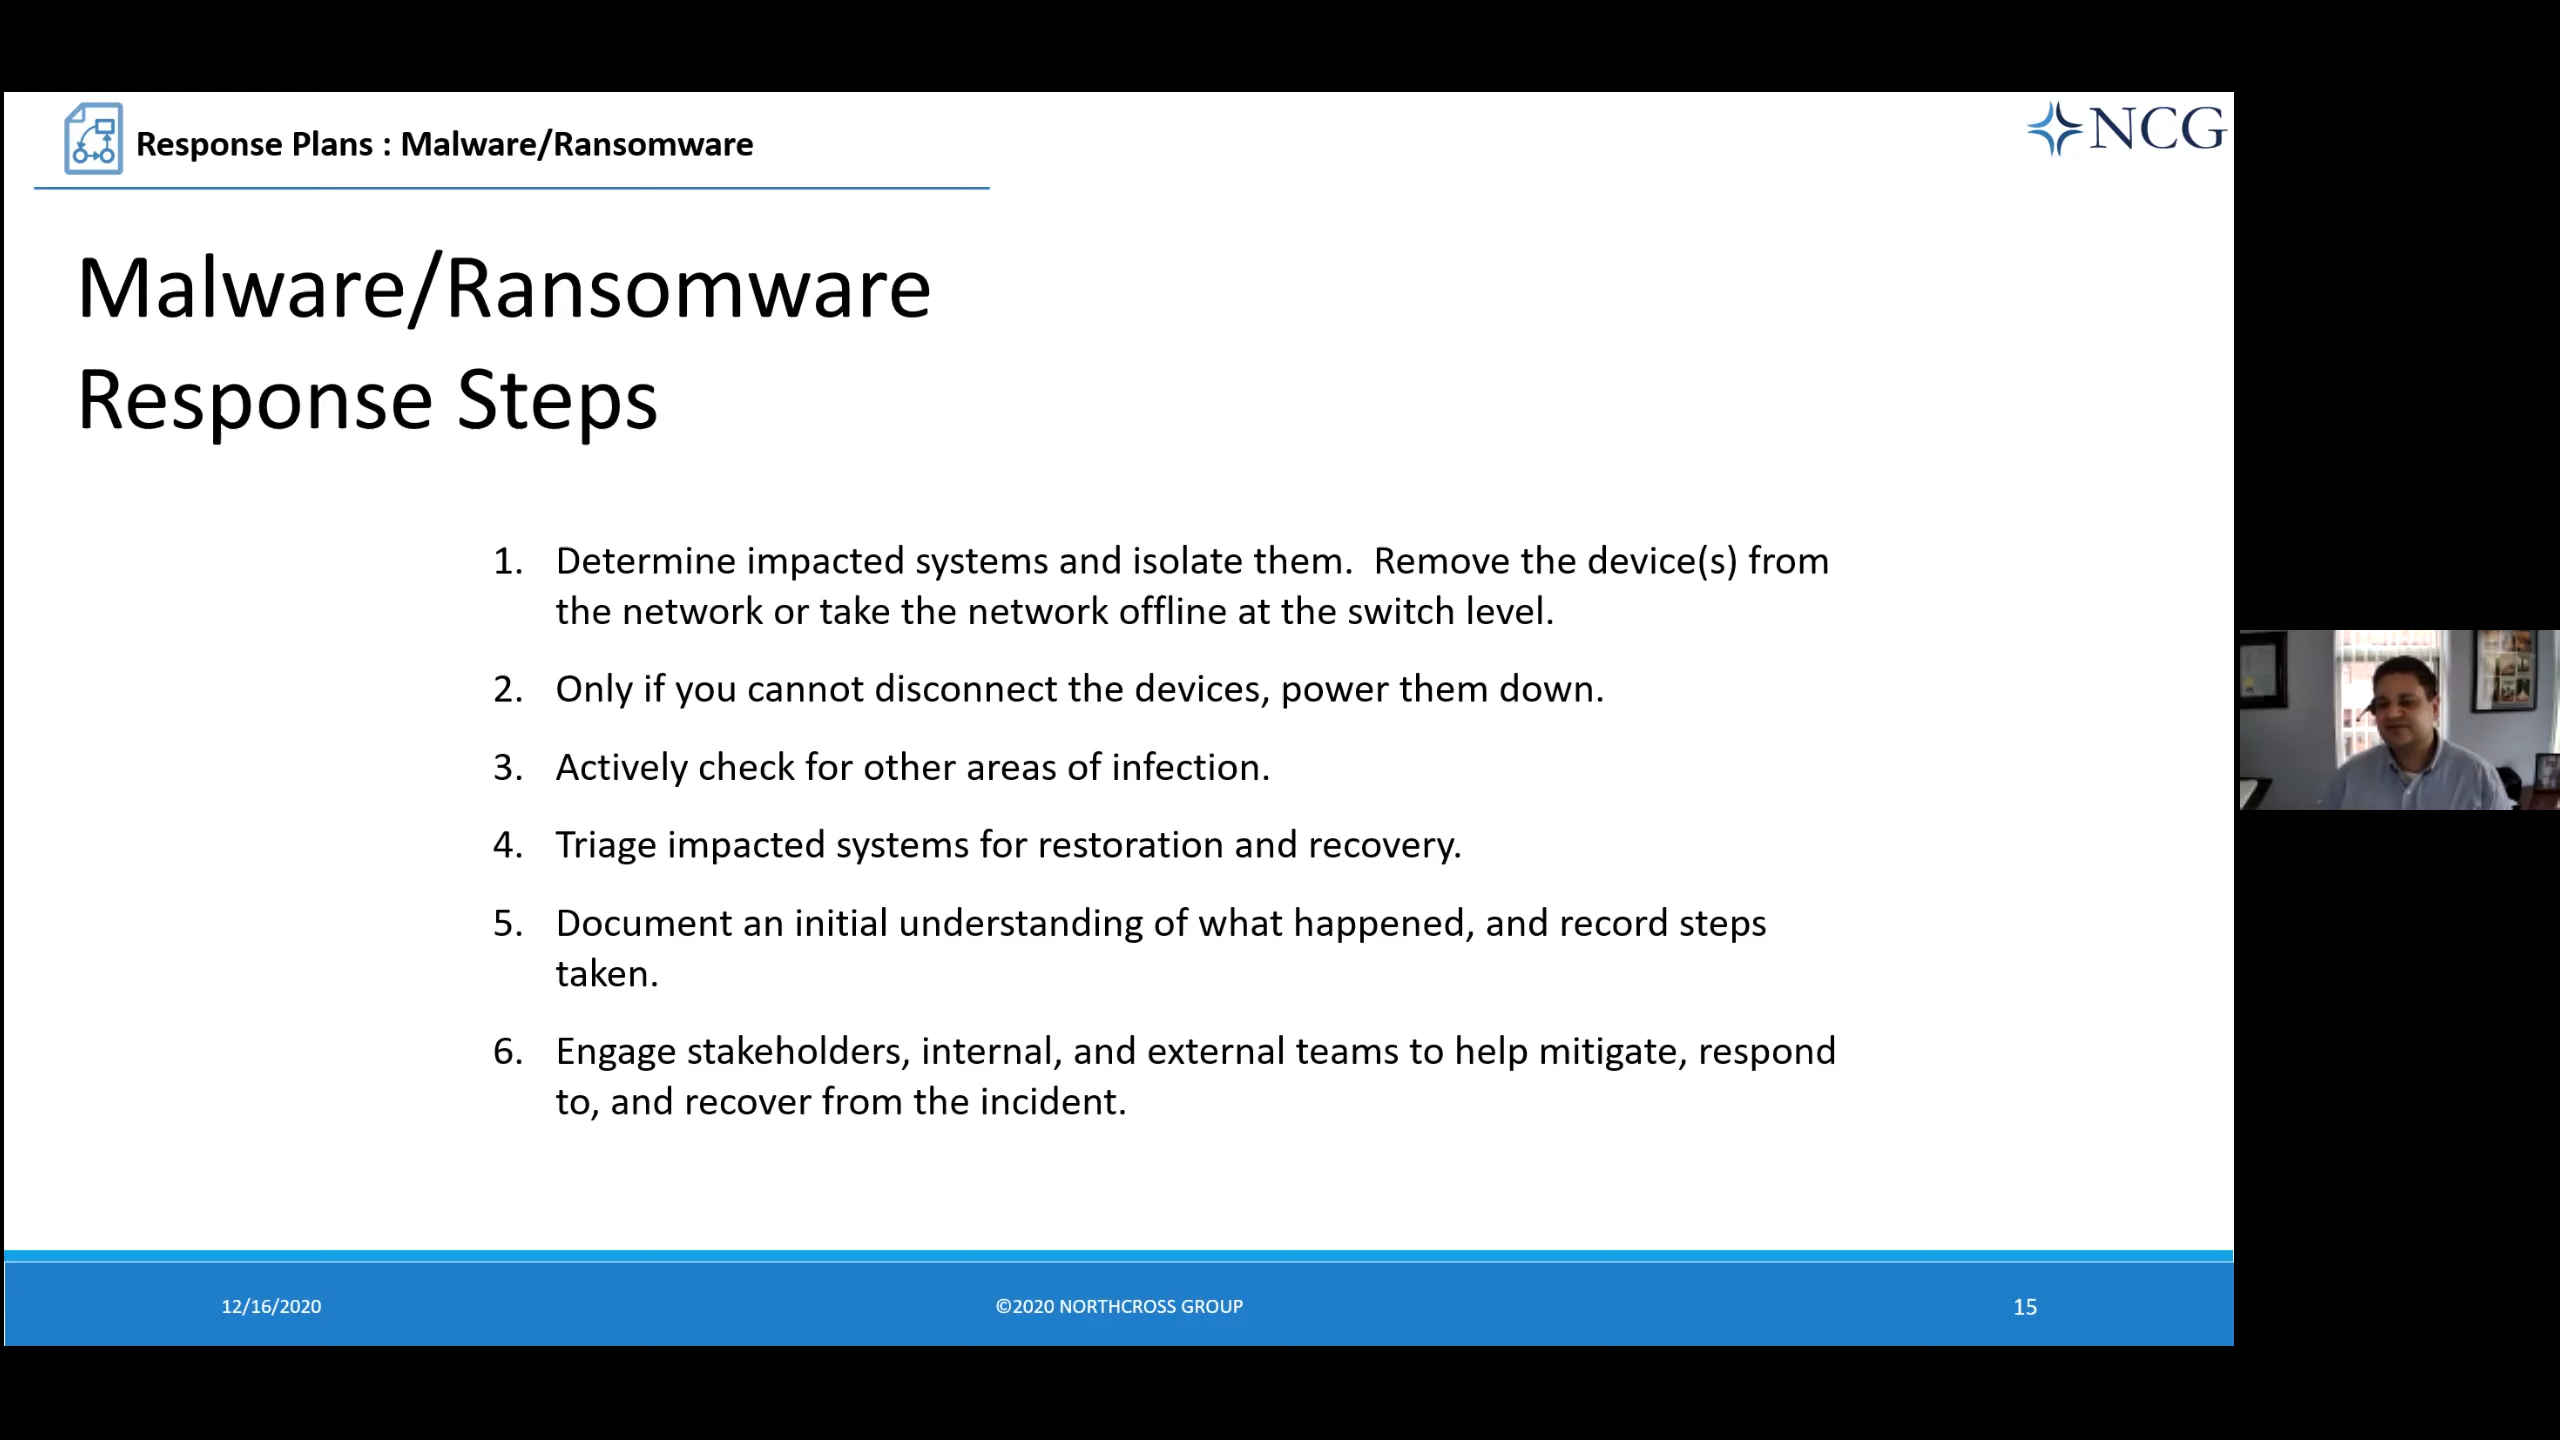 Response Plans : Malware/Ransomware
NCG
Malware/Ransomware
Response Steps
1. Determine impacted systems and isolate them.  Remove the device(s) from
the network or take the network offline at the switch level.
2. Only if you cannot disconnect the devices, power them down.
3. Actively check for other areas of infection.
4. Triage impacted systems for restoration and recovery.
5. Document an initial understanding of what happened, and record steps
taken.
6. Engage stakeholders, internal, and external teams to help mitigate, respond
to, and recover from the incident.
12/16/2020
©2020 NORTHCROSS GROUP
15